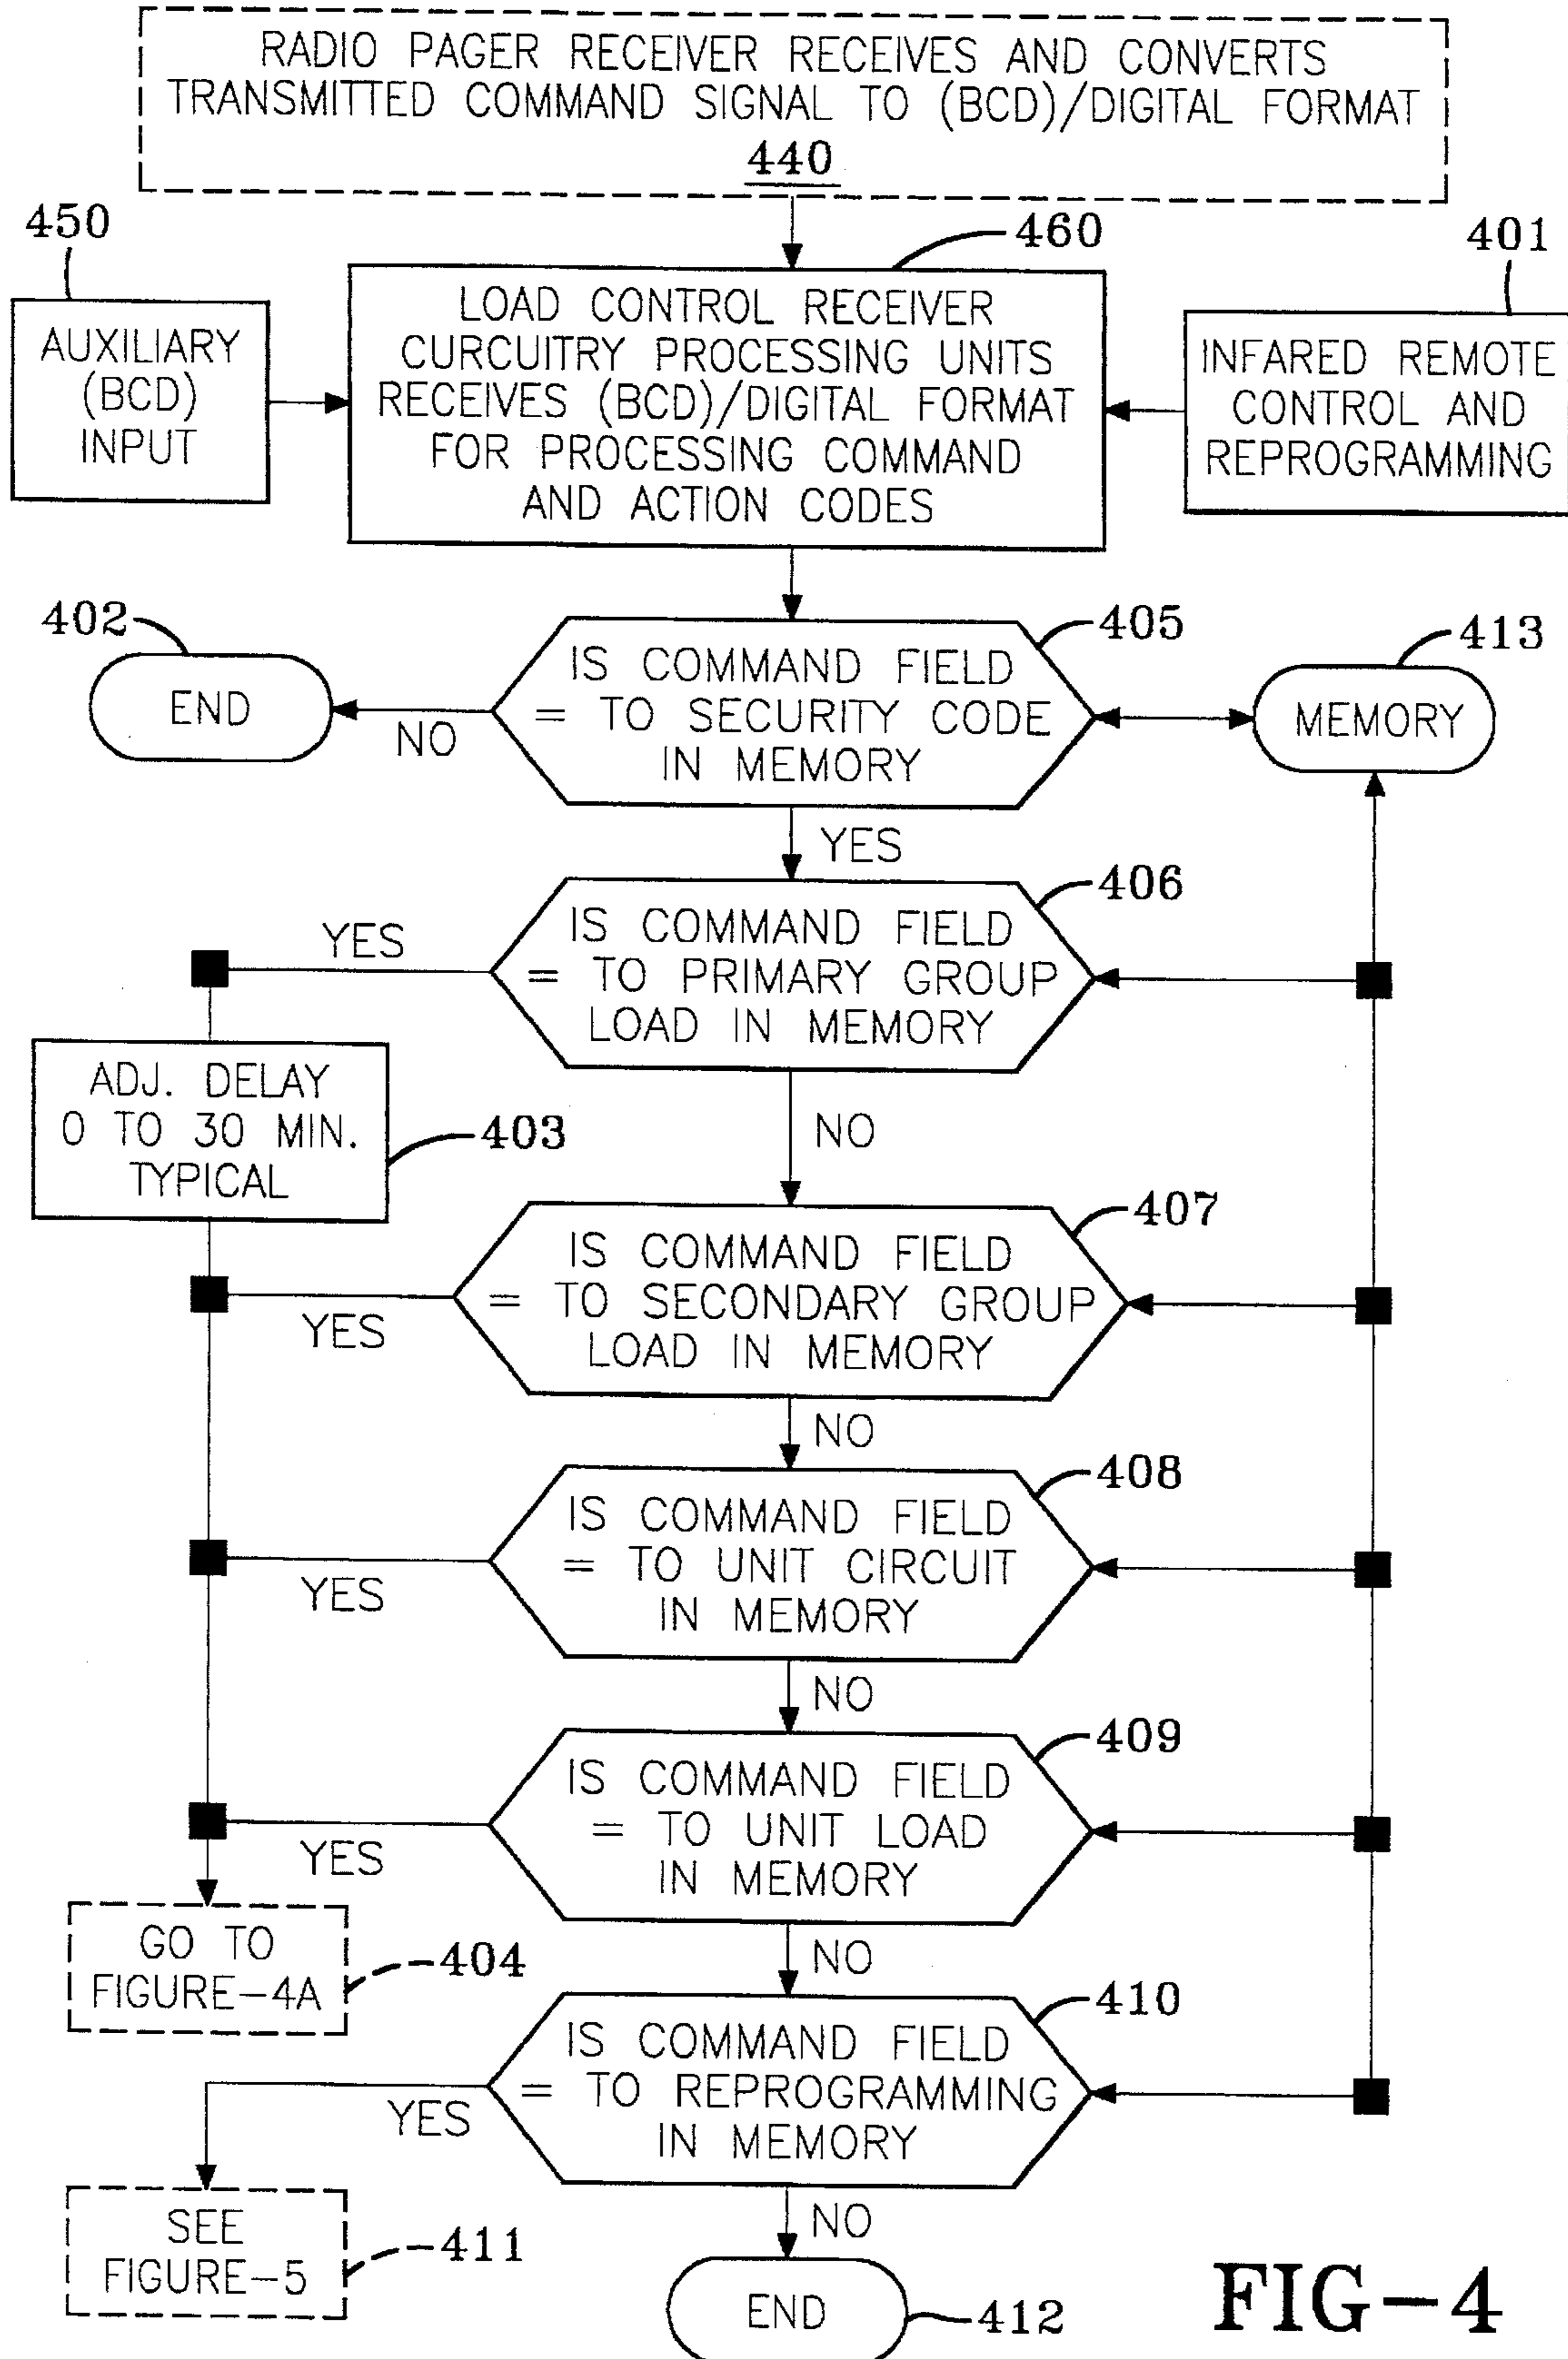 RADIO PAGER RECEIVER RECEIVES AND CONVERTS
TRANSMITTED COMMAND SIGNAL TO (BCD)/DIGITAL FORMAT
440
450
460
401
AUXILIARY
(BCD)
INPUT
LOAD CONTROL RECEIVER
CURCUITRY PROCESSING UNITS
RECEIVES (BCD)/DIGITAL FORMAT
FOR PROCESSING COMMAND
AND ACTION CODES
INFARED REMOTE
CONTROL AND
REPROGRAMMING
402
405
413
END
NO
IS COMMAND FIELD
= TO SECURITY CODE
IN MEMORY
MEMORY
YES
406
YES
IS COMMAND FIELD
= TO PRIMARY GROUP
LOAD IN MEMORY
ADJ. DELAY
0 TO 30 MIN.
TYPICAL
403
NO
407
IS COMMAND FIELD
= TO SECONDARY GROUP
LOAD IN MEMORY
YES
NO
408
IS COMMAND FIELD
= TO UNIT CIRCUIT
IN MEMORY
YES
NO
409
IS COMMAND FIELD
= TO UNIT LOAD
IN MEMORY
YES
GO TO
FIGURE-4A
404
NO
410
IS COMMAND FIELD
= TO REPROGRAMMING
IN MEMORY
YES
SEE
FIGURE-5
411
NO
END
412
FIG-4